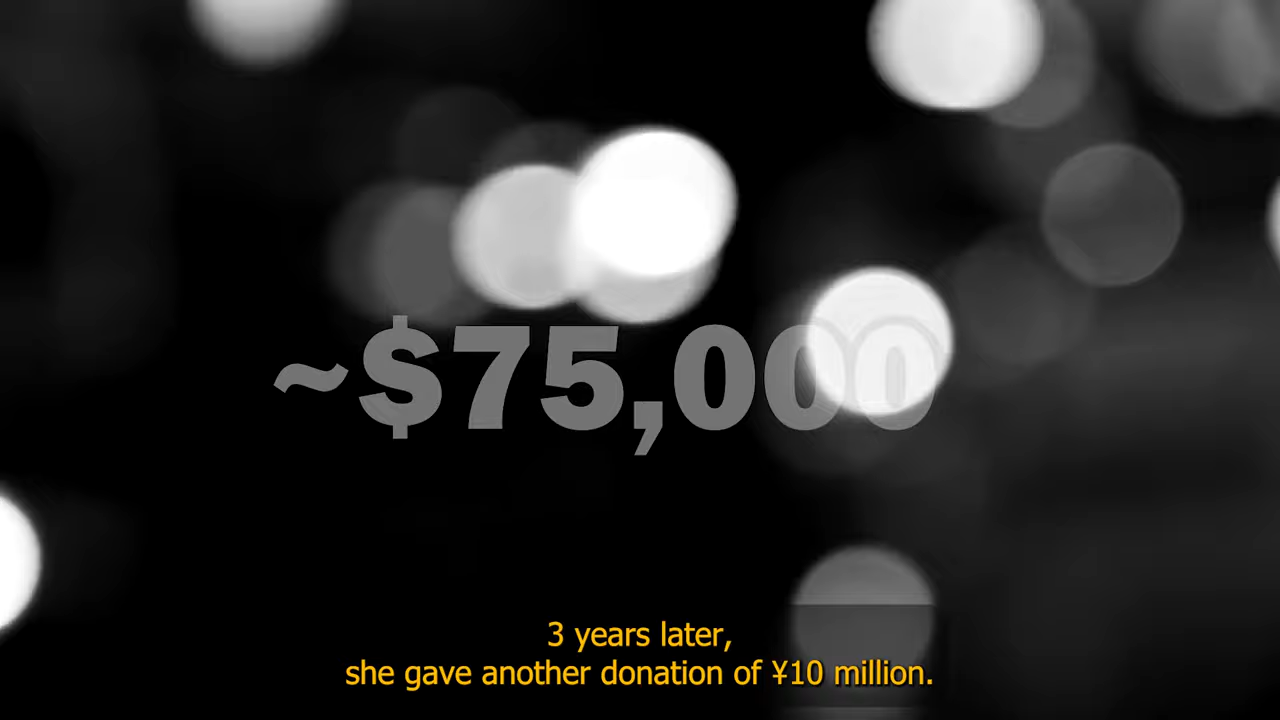 ~$75,000
3 years later,
she gave another donation of ¥10 million.